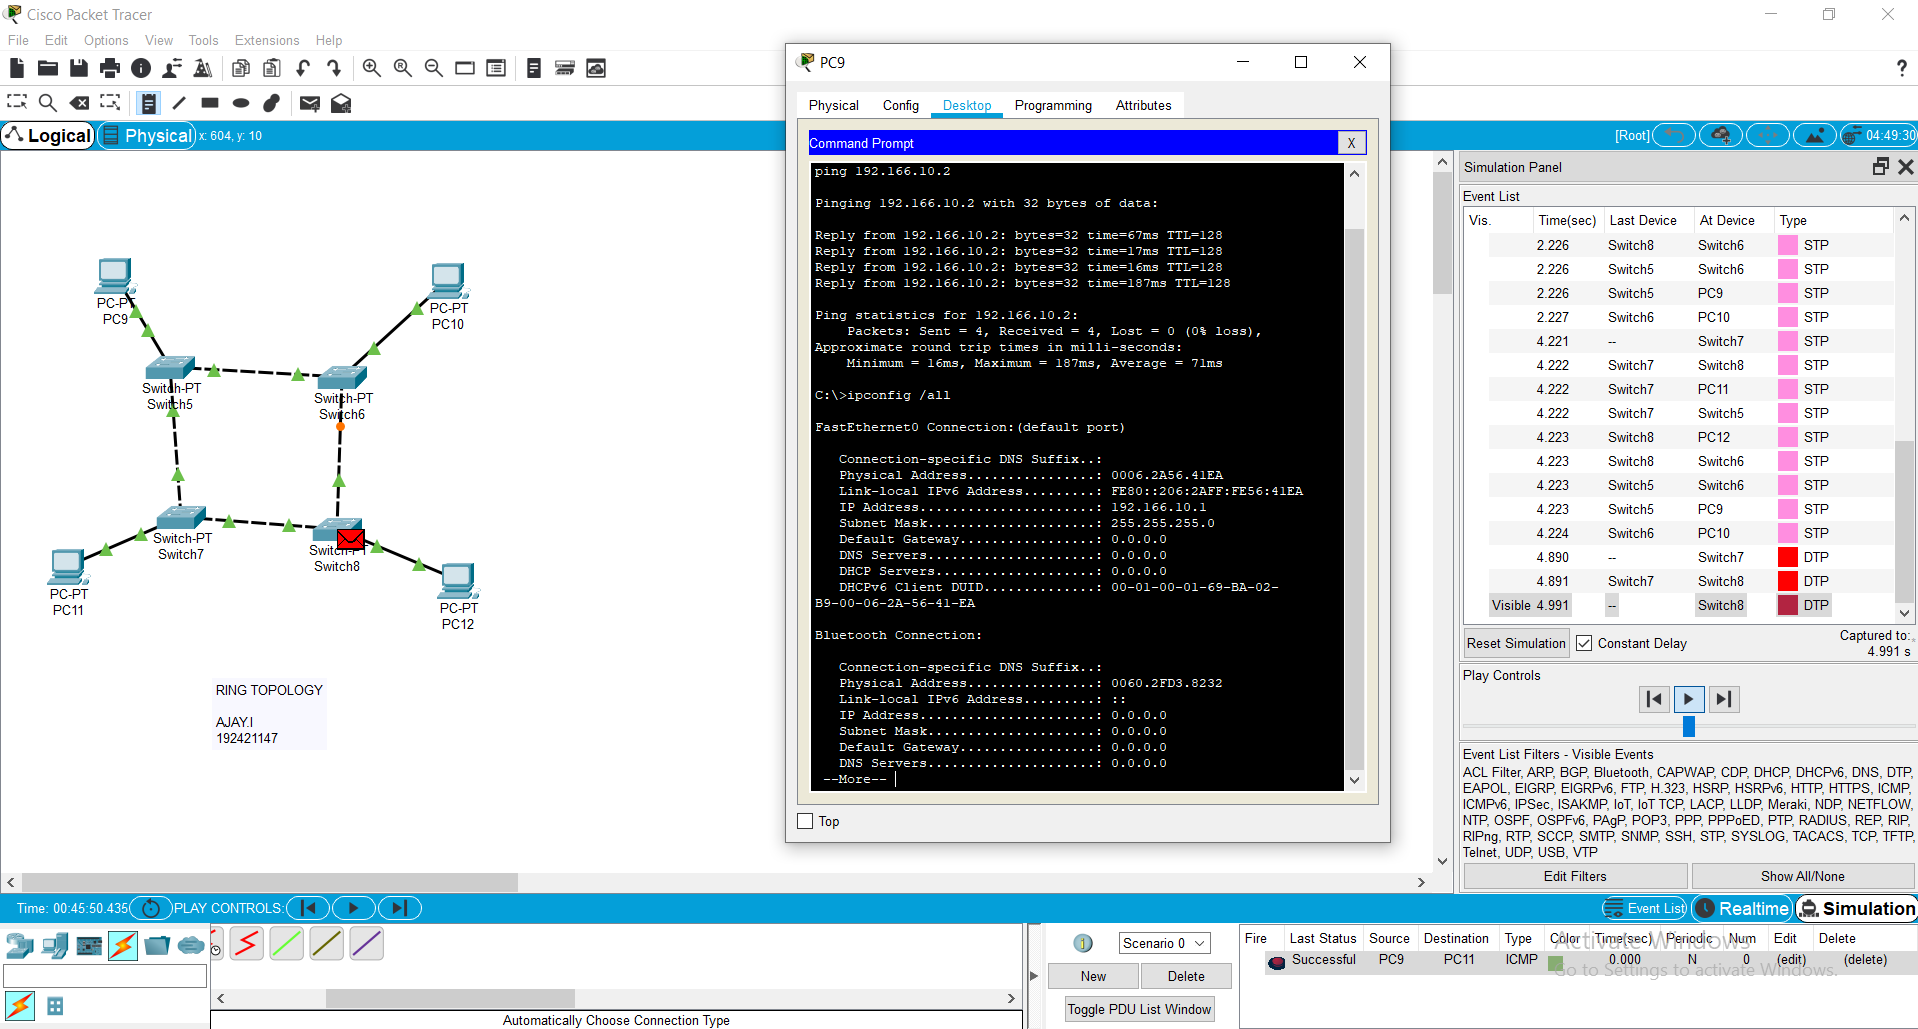 Cisco Packet Tracer
File Edit Options View Tools Extensions Help
?
Logical Physical x: 604, y: 10
[Root] 04:49:30
PC-PT
PC9
PC-PT
PC10
Switch-PT
Switch5
Switch-PT
Switch6
Switch-PT
Switch7
Switch-PT
Switch8
PC-PT
PC11
PC-PT
PC12
RING TOPOLOGY
AJAY.I
192421147
PC9
Physical Config Desktop Programming Attributes
Command Prompt X
ping 192.166.10.2
Pinging 192.166.10.2 with 32 bytes of data:
Reply from 192.166.10.2: bytes=32 time=67ms TTL=128
Reply from 192.166.10.2: bytes=32 time=17ms TTL=128
Reply from 192.166.10.2: bytes=32 time=16ms TTL=128
Reply from 192.166.10.2: bytes=32 time=187ms TTL=128
Ping statistics for 192.166.10.2:
Packets: Sent = 4, Received = 4, Lost = 0 (0% loss),
Approximate round trip times in milli-seconds:
Minimum = 16ms, Maximum = 187ms, Average = 71ms
C:\>ipconfig /all
FastEthernet0 Connection:(default port)
Connection-specific DNS Suffix..:
Physical Address................: 0006.2A56.41EA
Link-local IPv6 Address.........: FE80::206:2AFF:FE56:41EA
IP Address......................: 192.166.10.1
Subnet Mask.....................: 255.255.255.0
Default Gateway.................: 0.0.0.0
DNS Servers.....................: 0.0.0.0
DHCP Servers....................: 0.0.0.0
DHCPv6 Client DUID..............: 00-01-00-01-69-BA-02-
B9-00-06-2A-56-41-EA
Bluetooth Connection:
Connection-specific DNS Suffix..:
Physical Address................: 0060.2FD3.8232
Link-local IPv6 Address.........: ::
IP Address......................: 0.0.0.0
Subnet Mask.....................: 0.0.0.0
Default Gateway.................: 0.0.0.0
DNS Servers.....................: 0.0.0.0
--More--
Top
Simulation Panel
Event List
Vis. Time(sec) Last Device At Device Type
2.226 Switch8 Switch6 STP
2.226 Switch5 Switch6 STP
2.226 Switch5 PC9 STP
2.227 Switch6 PC10 STP
4.221 -- Switch7 STP
4.222 Switch7 Switch8 STP
4.222 Switch7 PC11 STP
4.222 Switch7 Switch5 STP
4.223 Switch8 PC12 STP
4.223 Switch8 Switch6 STP
4.223 Switch5 Switch6 STP
4.223 Switch5 PC9 STP
4.224 Switch6 PC10 STP
4.890 -- Switch7 DTP
4.891 Switch7 Switch8 DTP
Visible 4.991 -- Switch8 DTP
Reset Simulation Constant Delay Captured to:
4.991 s
Play Controls
Event List Filters - Visible Events
ACL Filter, ARP, BGP, Bluetooth, CAPWAP, CDP, DHCP, DHCPv6, DNS, DTP,
EAPOL, EIGRP, EIGRPv6, FTP, H.323, HSRP, HSRPv6, HTTP, HTTPS, ICMP,
ICMPv6, IPSec, ISAKMP, IoT, IoT TCP, LACP, LLDP, Meraki, NDP, NETFLOW,
NTP, OSPF, OSPFv6, PAgP, POP3, PPP, PPPoED, PTP, RADIUS, REP, RIP,
RIPng, RTP, SCCP, SMTP, SNMP, SSH, STP, SYSLOG, TACACS, TCP, TFTP,
Telnet, UDP, USB, VTP
Edit Filters Show All/None
Time: 00:45:50.435 PLAY CONTROLS: Event List Realtime Simulation
Automatically Choose Connection Type
Scenario 0
New Delete
Toggle PDU List Window
Fire Last Status Source Destination Type Color Time(sec) Periodic Num Edit Delete
Successful PC9 PC11 ICMP 0.000 N 0 (edit) (delete)
Activate Windows
Go to Settings to activate Windows.